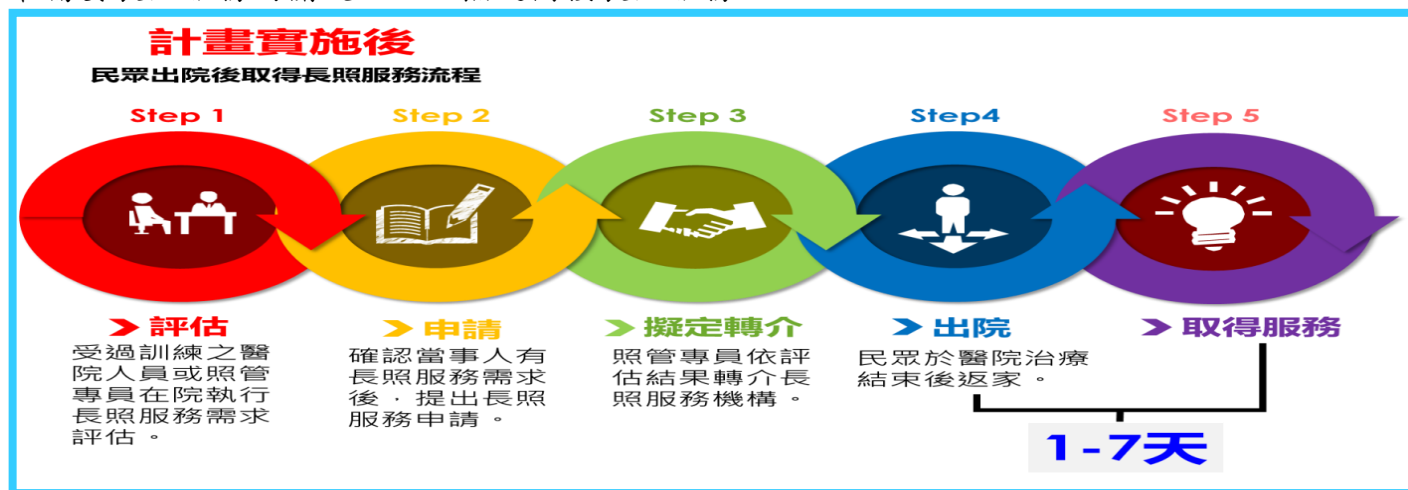 計畫實施後
民眾出院後取得長照服務流程
Step 1
Step 2
Step 3
Step4
Step 5
評估
受過訓練之醫
院人員或照管
專員在院執行
長照服務需求
評估。
申請
確認當事人有
長照服務需求
後，提出長照
服務申請。
擬定轉介
照管專員依評
估結果轉介長
照服務機構。
出院
民眾於醫院治療
結束後返家。
取得服務
1-7天